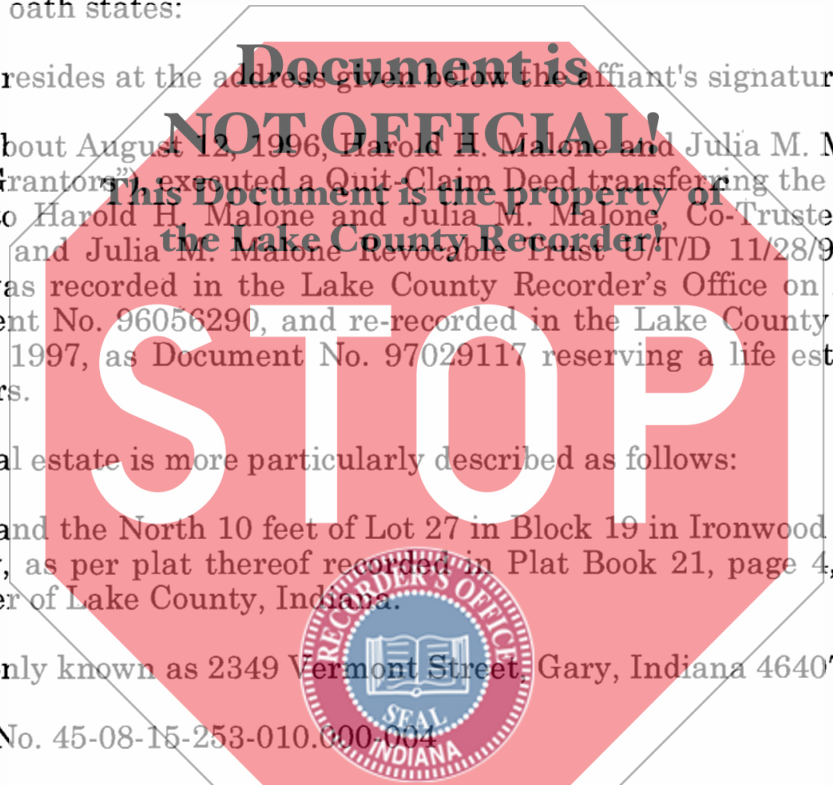 oath states:
Document is
resides at the address given below the affiant's signatur
NOT OFFICIAL!
bout August 12, 1996, Harold H. Malone and Julia M. M
Grantors"), executed a Quit-Claim Deed transferring the
This Document is the property of
o Harold H. Malone and Julia M. Malone, Co-Truste
the Lake County Recorder!
and Julia M. Malone Revocable Trust U/T/D 11/28/9
as recorded in the Lake County Recorder's Office on
ent No. 96056290, and re-recorded in the Lake County
1997, as Document No. 97029117 reserving a life est
rs.
STOP
al estate is more particularly described as follows:
and the North 10 feet of Lot 27 in Block 19 in Ironwood
, as per plat thereof recorded in Plat Book 21, page 4,
er of Lake County, Indiana.
RECORDER'S OFFICE
nly known as 2349 Vermont Street, Gary, Indiana 46407
SEAL
No. 45-08-15-253-010.000-004
INDIANA